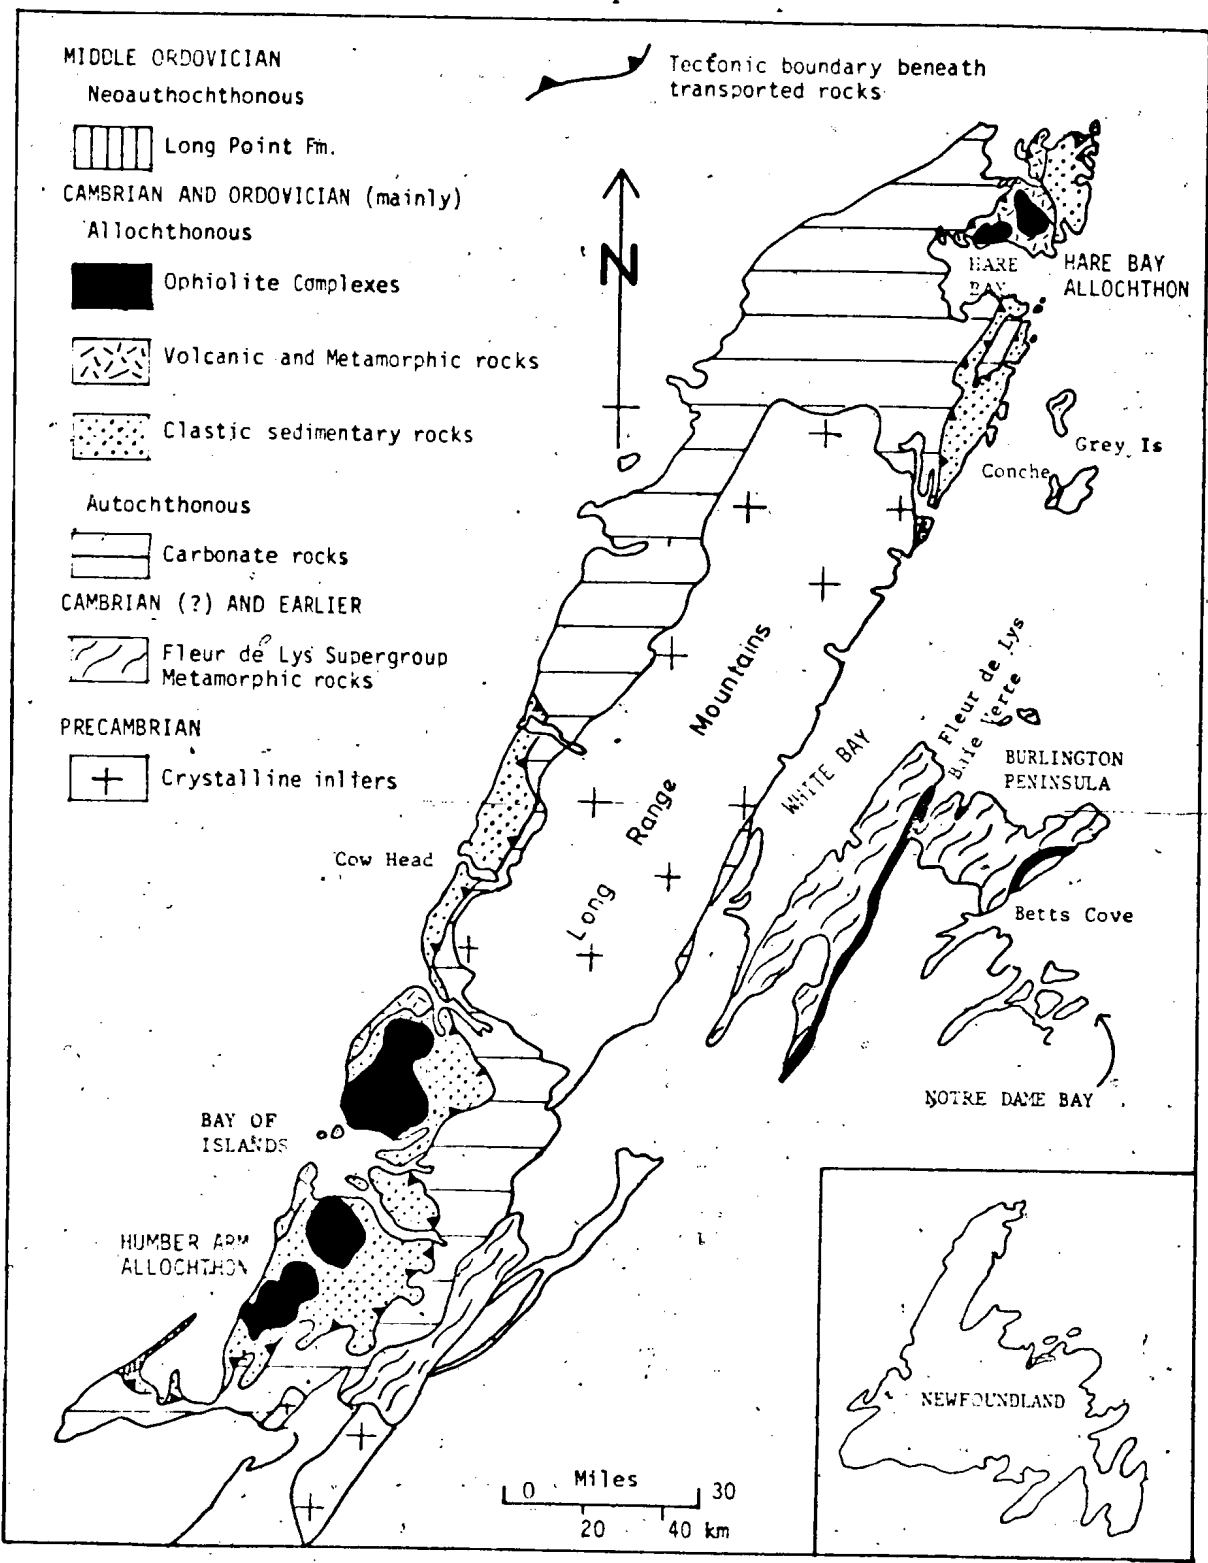 MIDDLE ORDOVICIAN
Neoauthochthonous
Long Point Fm.
CAMBRIAN AND ORDOVICIAN (mainly)
Allochthonous
Ophiolite Complexes
Volcanic and Metamorphic rocks
Clastic sedimentary rocks
Autochthonous
Carbonate rocks
CAMBRIAN (?) AND EARLIER
Fleur de Lys Supergroup
Metamorphic rocks
PRECAMBRIAN
Crystalline inliers
Tectonic boundary beneath
transported rocks
N
HARE
BAY
HARE BAY
ALLOCHTHON
Grey Is
Conche
Long Range Mountains
WHITE BAY
Fleur de Lys
Baie Verte
BURLINGTON
PENINSULA
Cow Head
Betts Cove
NOTRE DAME BAY
BAY OF
ISLANDS
HUMBER ARM
ALLOCHTHON
NEWFOUNDLAND
0 Miles 30
20 40 km